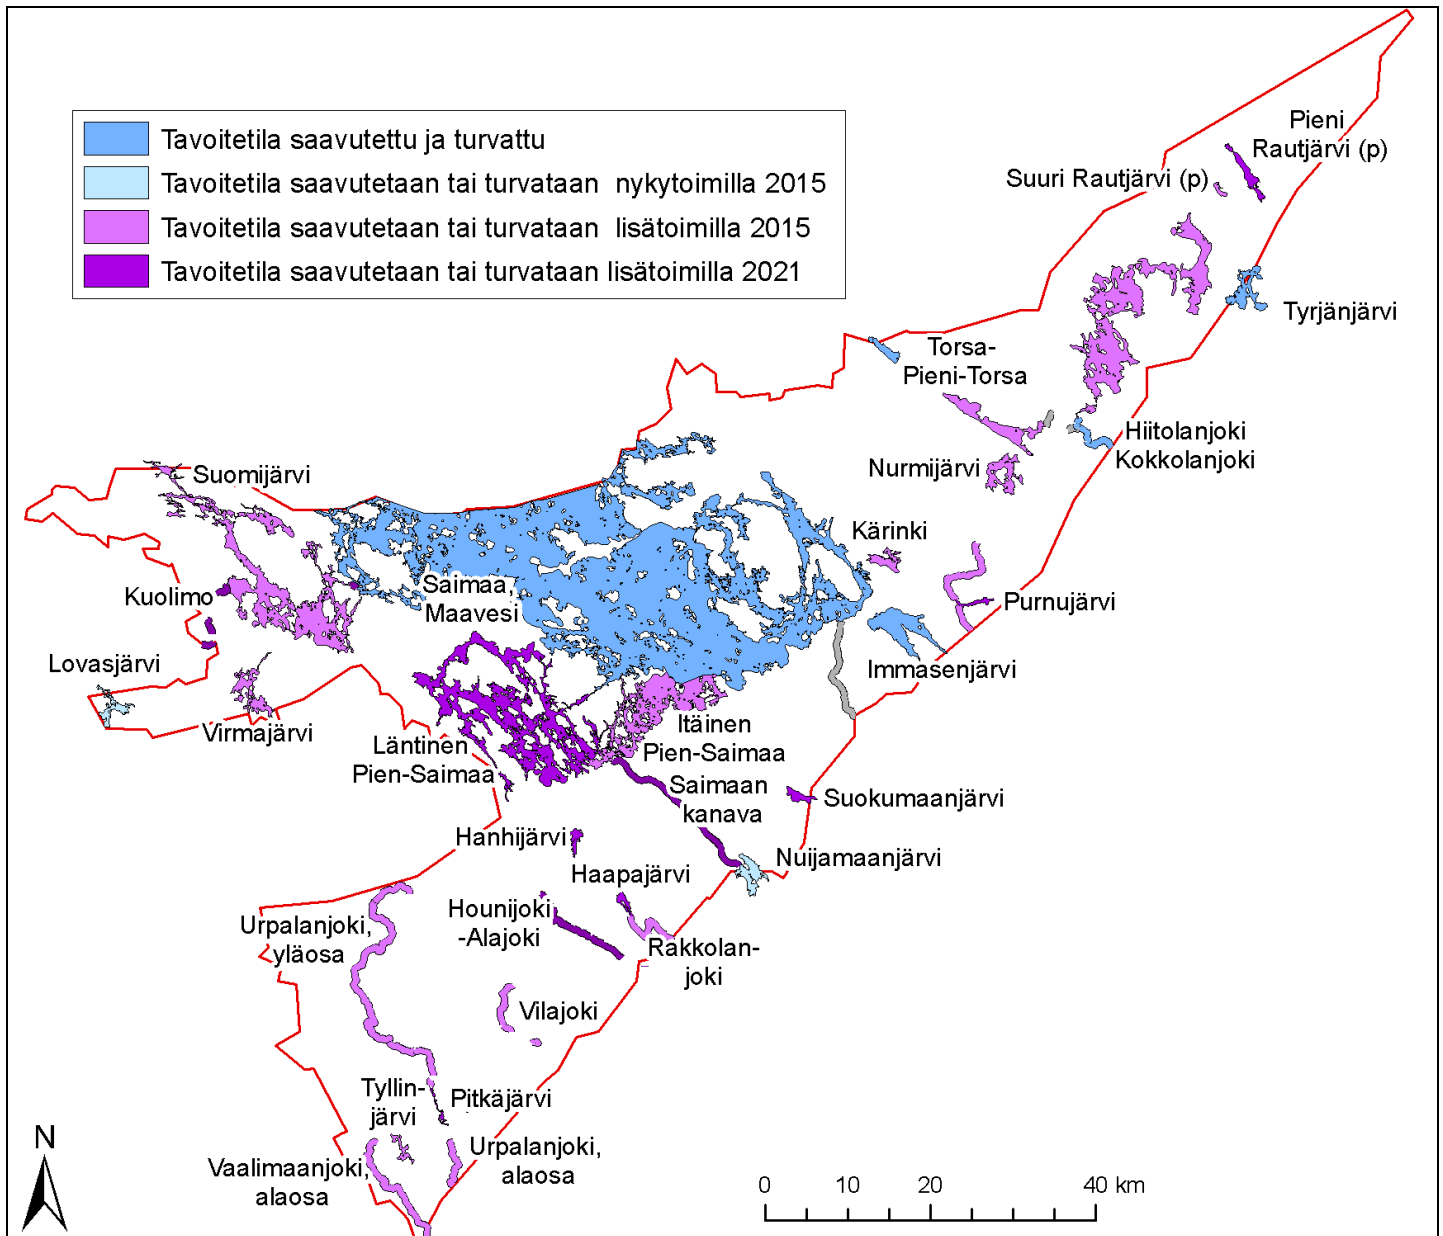 Tavoitetila saavutettu ja turvattu
Tavoitetila saavutetaan tai turvataan nykytoimilla 2015
Tavoitetila saavutetaan tai turvataan lisätoimilla 2015
Tavoitetila saavutetaan tai turvataan lisätoimilla 2021
Pieni
Rautjärvi (p)
Suuri Rautjärvi (p)
Tyrjänjärvi
Torsa-
Pieni-Torsa
Hiitolanjoki
Kokkolanjoki
Nurmijärvi
Suomijärvi
Kärinki
Kuolimo
Saimaa,
Maavesi
Purnujärvi
Lovasjärvi
Immasenjärvi
Virmajärvi
Läntinen
Pien-Saimaa
Itäinen
Pien-Saimaa
Saimaan
kanava
Suokumaanjärvi
Hanhijärvi
Nuijamaanjärvi
Haapajärvi
Hounijoki
-Alajoki
Urpalanjoki,
yläosa
Rakkolan-
joki
Vilajoki
Tyllin-
järvi
Pitkäjärvi
Urpalanjoki,
alaosa
Vaalimaanjoki,
alaosa
N
0 10 20 40 km